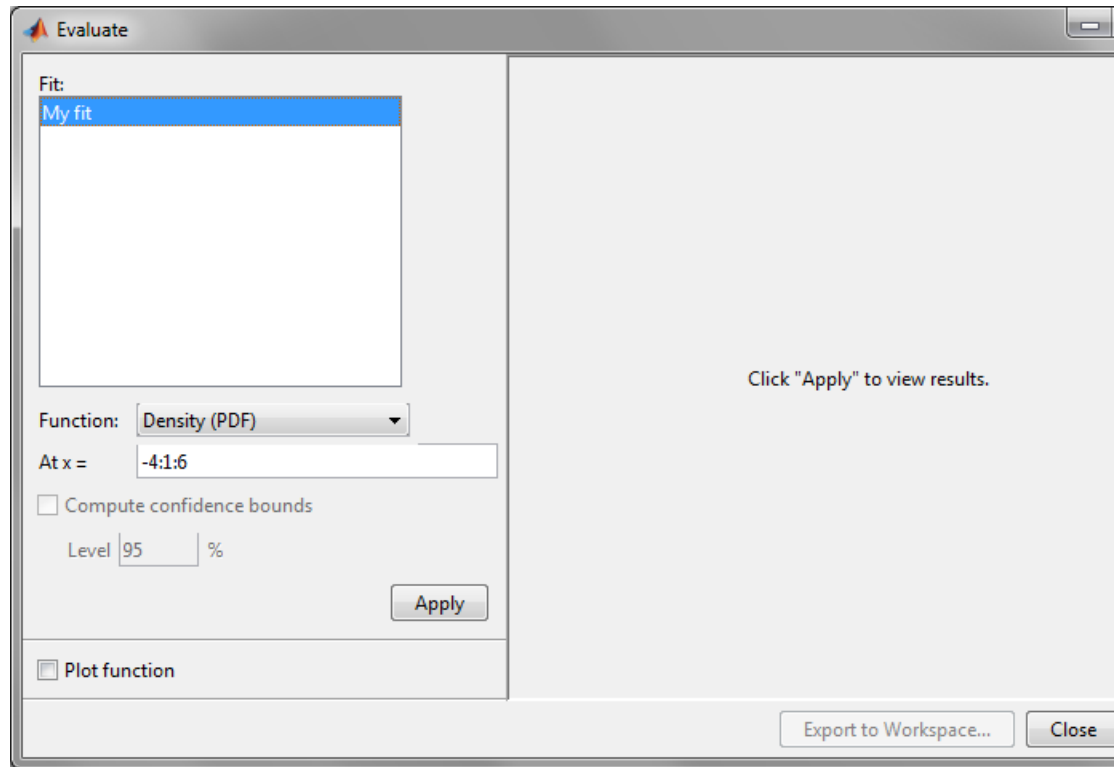 Evaluate
Fit:
My fit
Function: Density (PDF)
At x = -4:1:6
Compute confidence bounds
Level 95 %
Apply
Plot function
Click "Apply" to view results.
Export to Workspace... Close